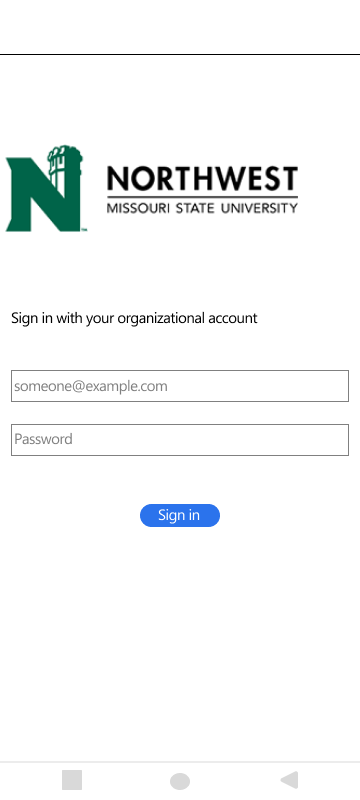 NORTHWEST
MISSOURI STATE UNIVERSITY
Sign in with your organizational account
someone@example.com
Password
Sign in